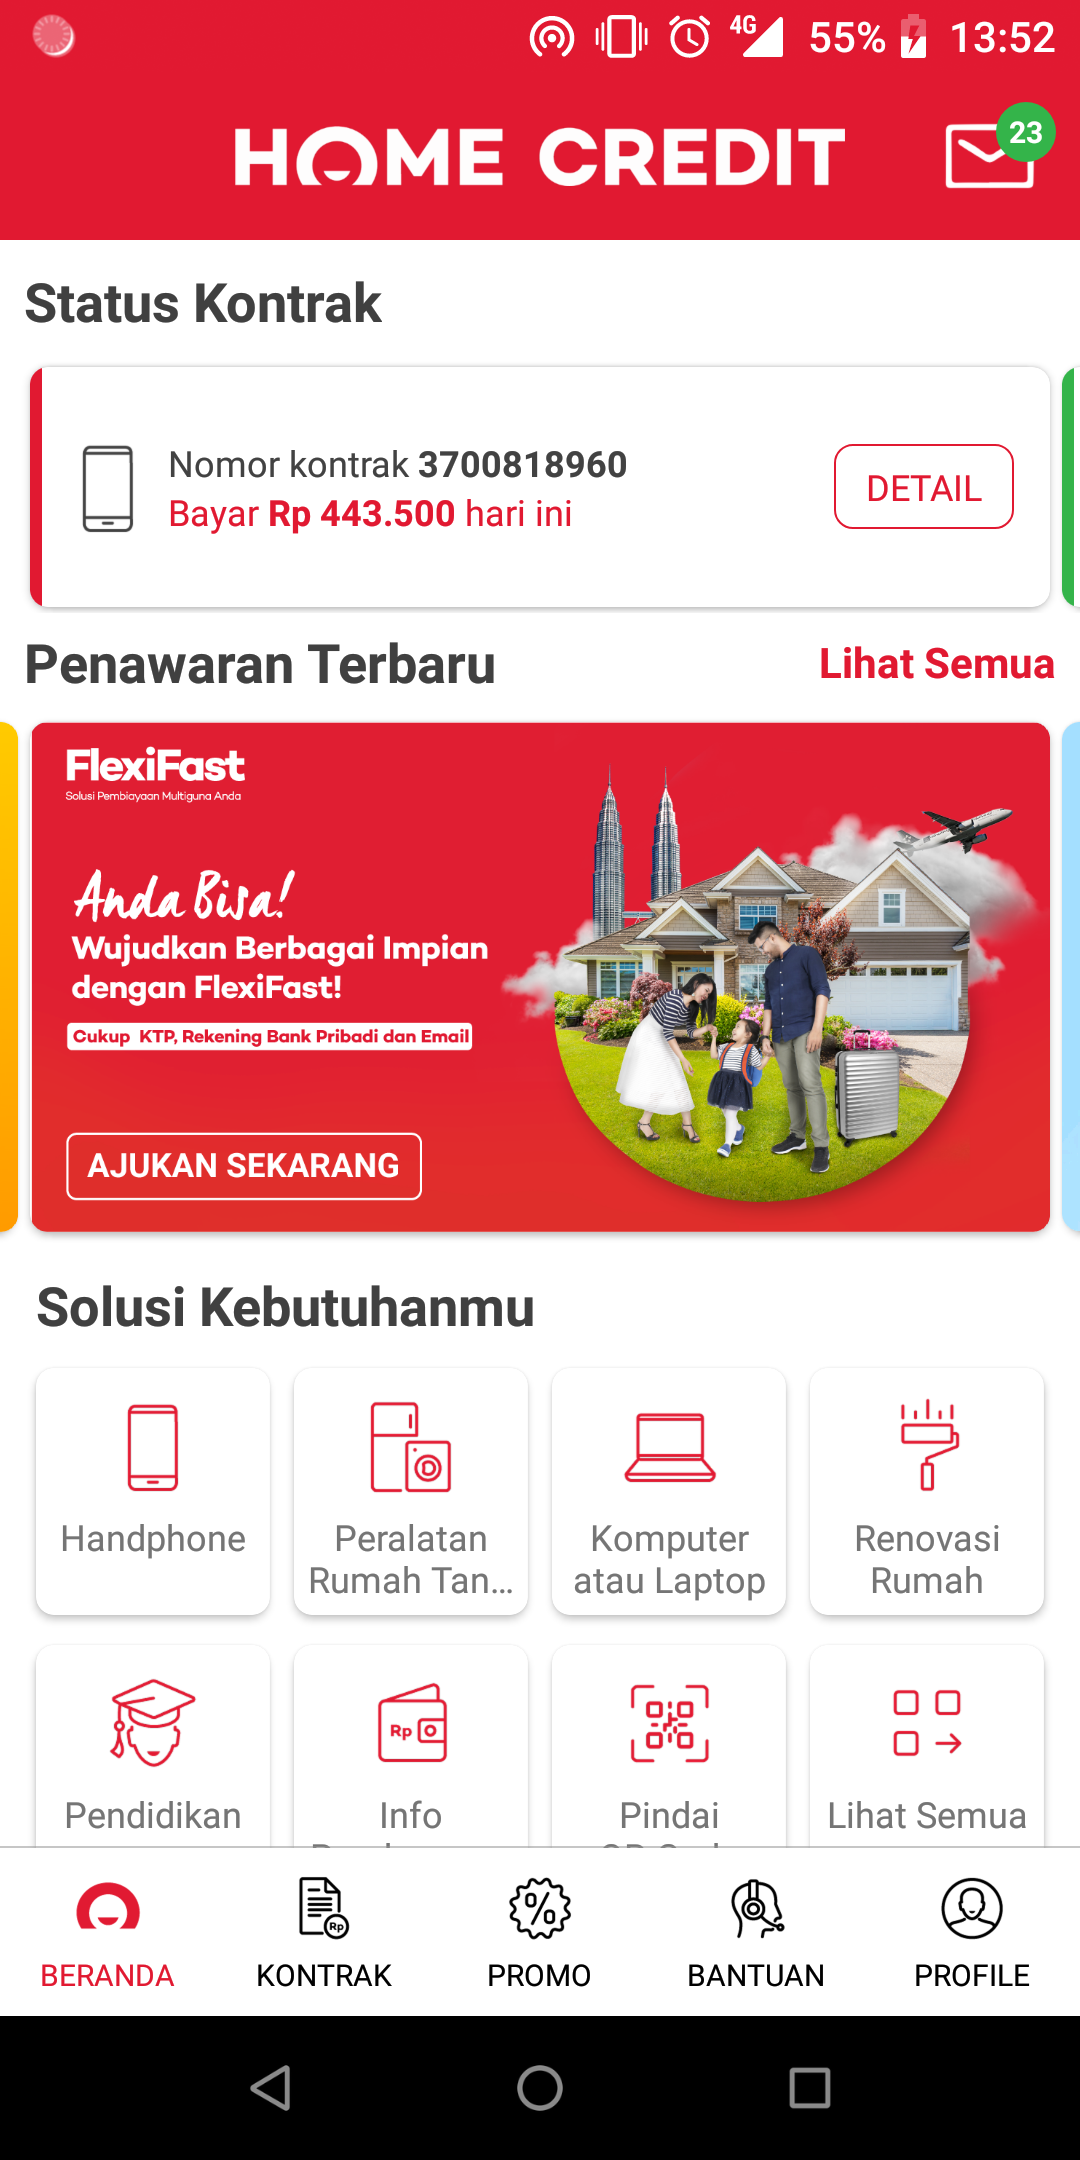 4G 55% 13:52
HOME CREDIT
23
Status Kontrak
Nomor kontrak 3700818960
Bayar Rp 443.500 hari ini
DETAIL
Penawaran Terbaru
Lihat Semua
FlexiFast
Solusi Pembiayaan Multiguna Anda
Anda Bisa!
Wujudkan Berbagai Impian
dengan FlexiFast!
Cukup KTP, Rekening Bank Pribadi dan Email
AJUKAN SEKARANG
Solusi Kebutuhanmu
Handphone
Peralatan
Rumah Tan...
Komputer
atau Laptop
Renovasi
Rumah
Rp
Pendidikan
Info
Pindai
Lihat Semua
Rp
BERANDA
KONTRAK
PROMO
BANTUAN
PROFILE